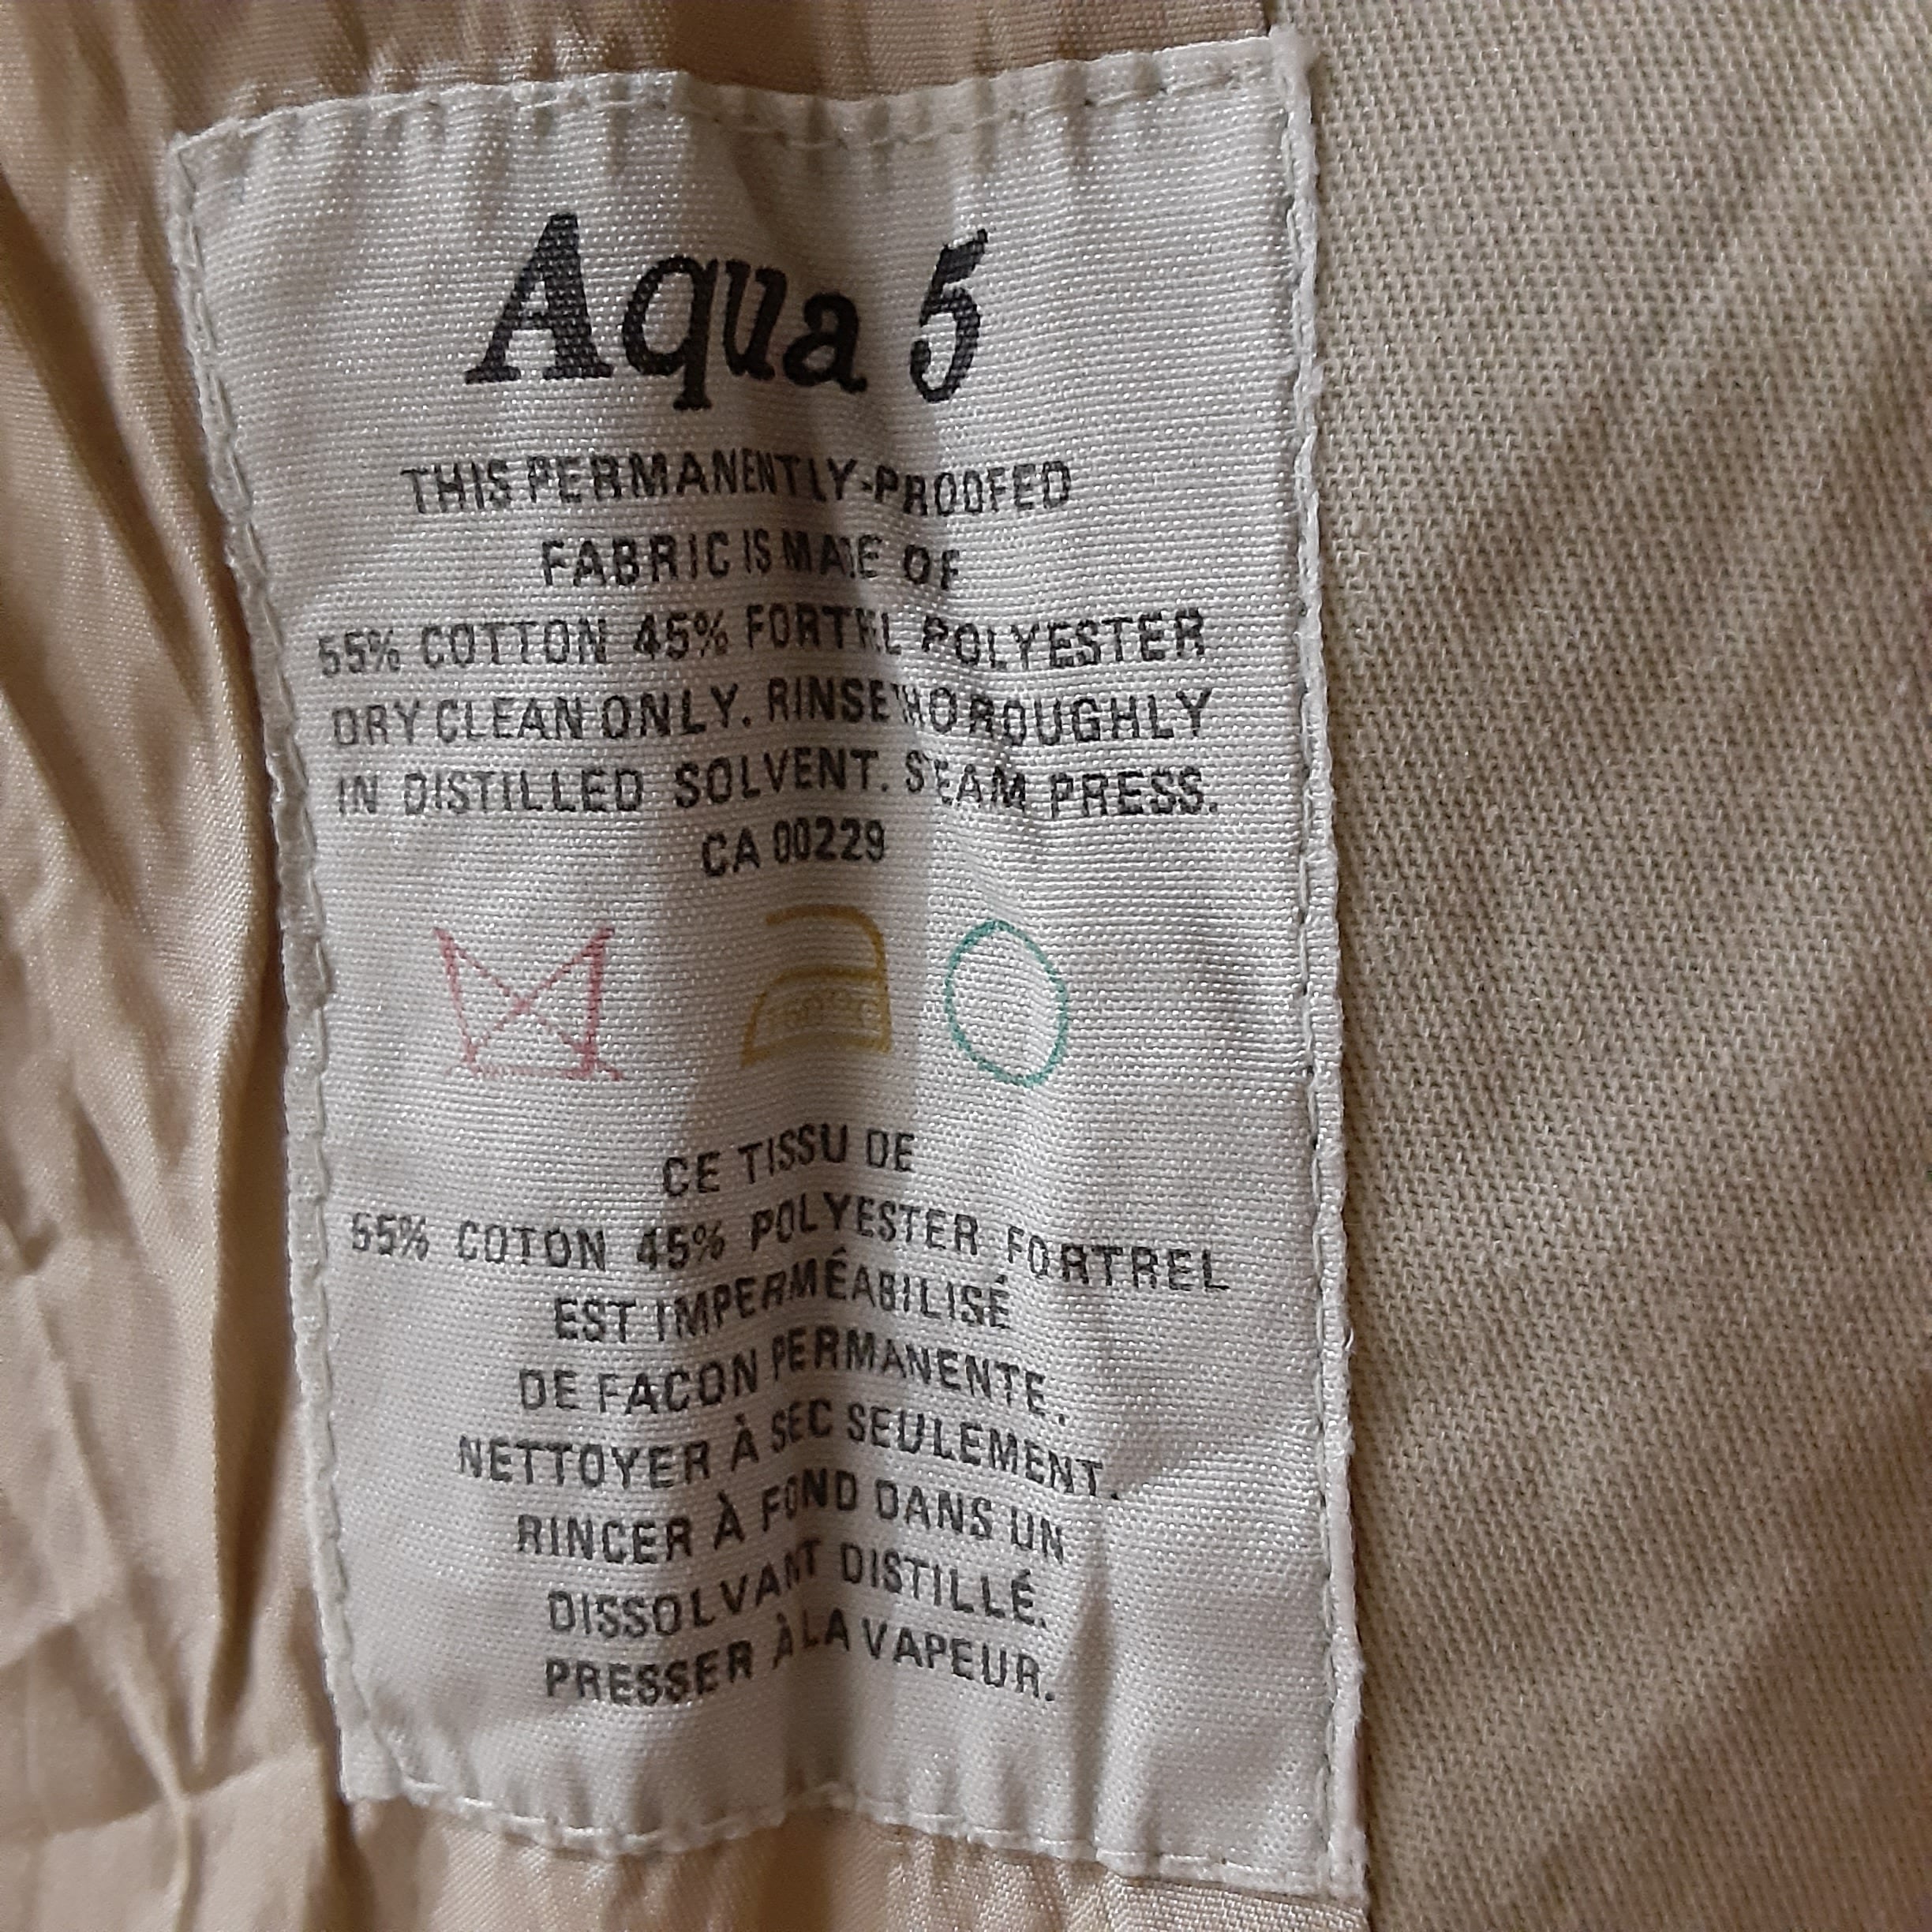 Aqua 5
THIS PERMANENTLY-PROOFED
FABRIC IS MADE OF
55% COTTON 45% FORTREL POLYESTER
DRY CLEAN ONLY. RINSE THOROUGHLY
IN DISTILLED SOLVENT. STEAM PRESS.
CA 00229
CE TISSU DE
55% COTON 45% POLYESTER FORTREL
EST IMPERMÉABILISÉ
DE FACON PERMANENTE.
NETTOYER À SEC SEULEMENT.
RINCER À FOND DANS UN
DISSOLVANT DISTILLÉ.
PRESSER À LA VAPEUR.